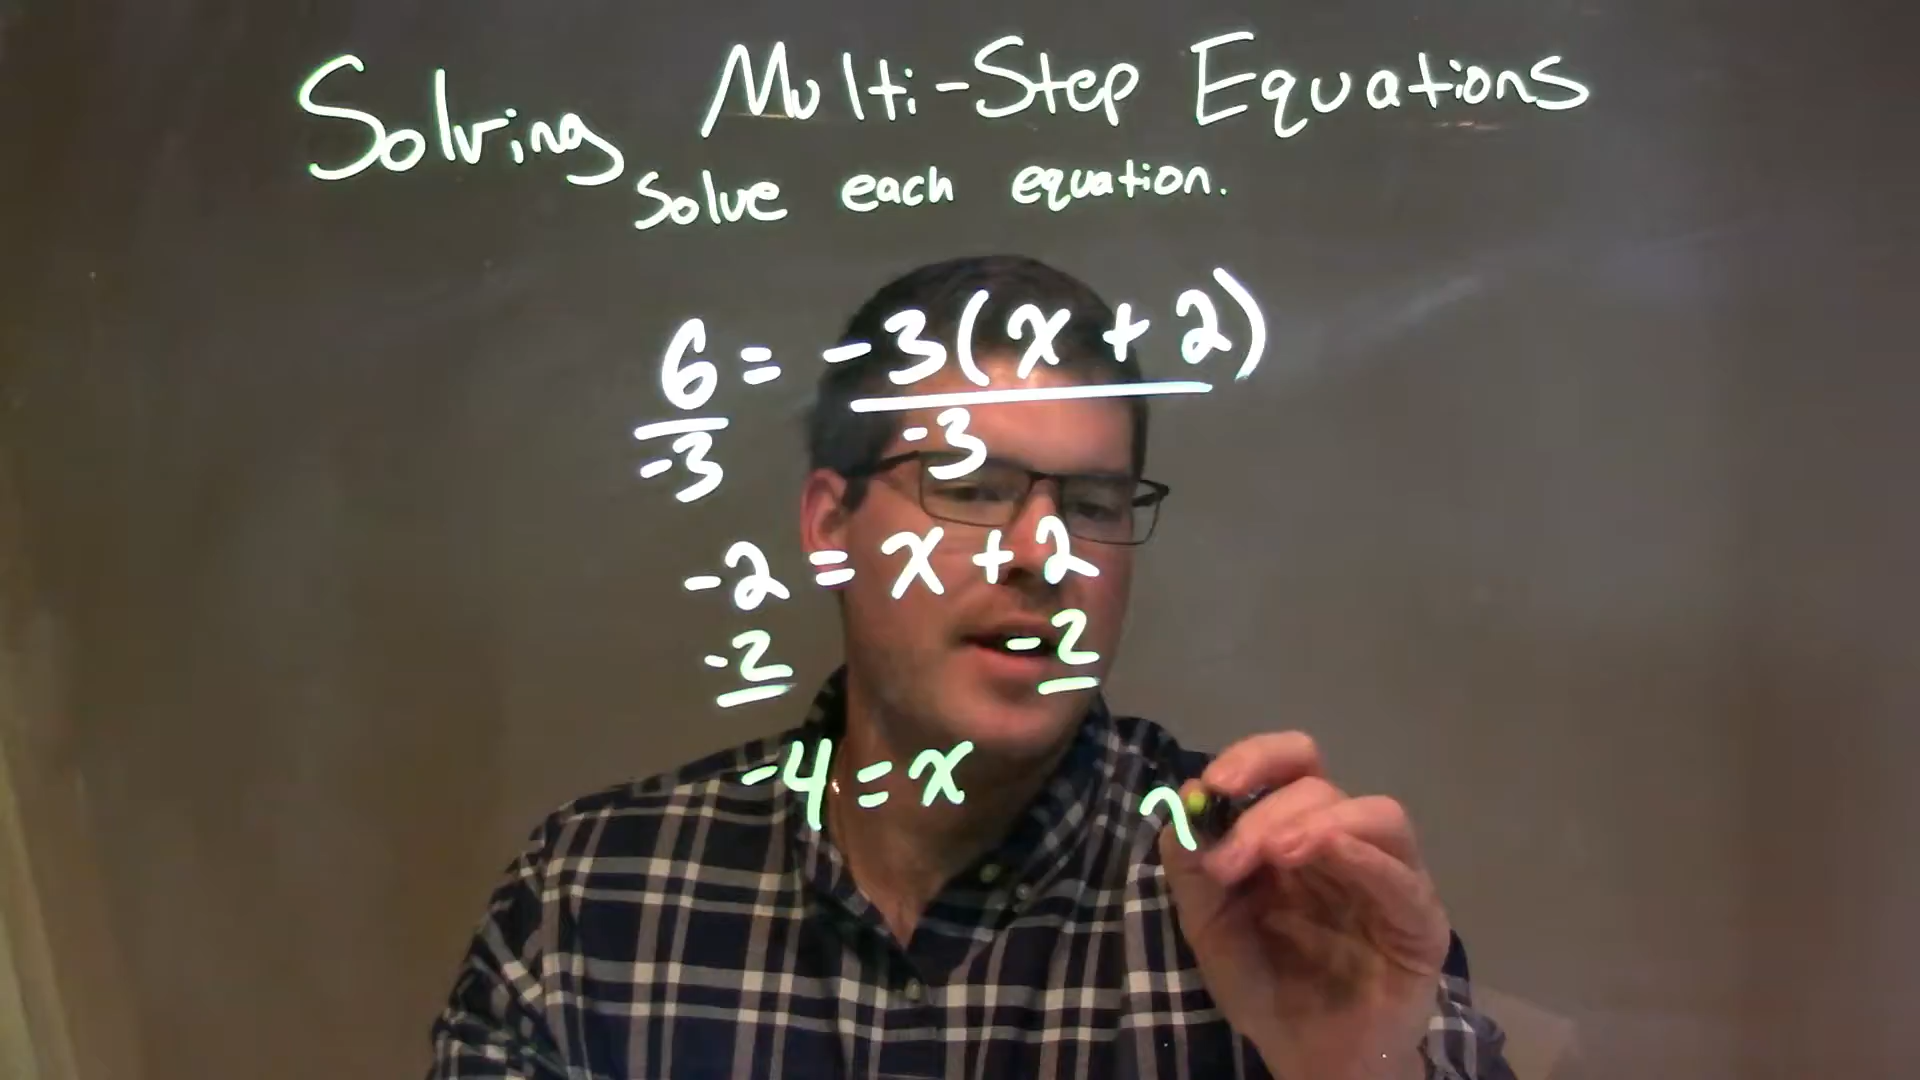 Solving Multi-Step Equations
Solve each equation.
6 = -3(x + 2)
-3 -3
-2 = x + 2
-2 -2
-4 = x